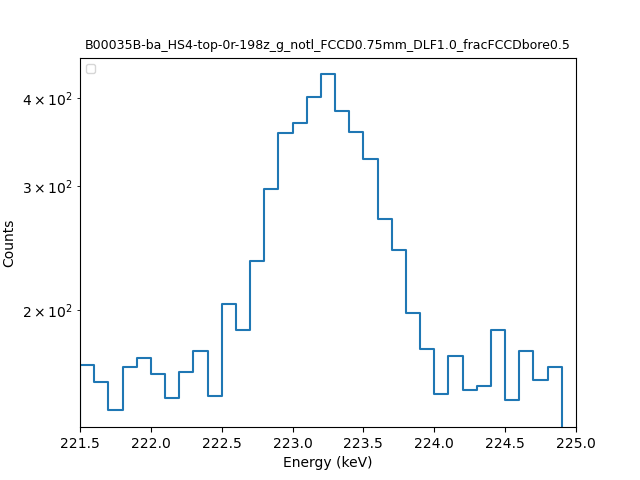 B00035B-ba_HS4-top-0r-198z_g_notl_FCCD0.75mm_DLF1.0_fracFCCDbore0.5
4 × 10²
3 × 10²
2 × 10²
Counts
221.5 222.0 222.5 223.0 223.5 224.0 224.5 225.0
Energy (keV)